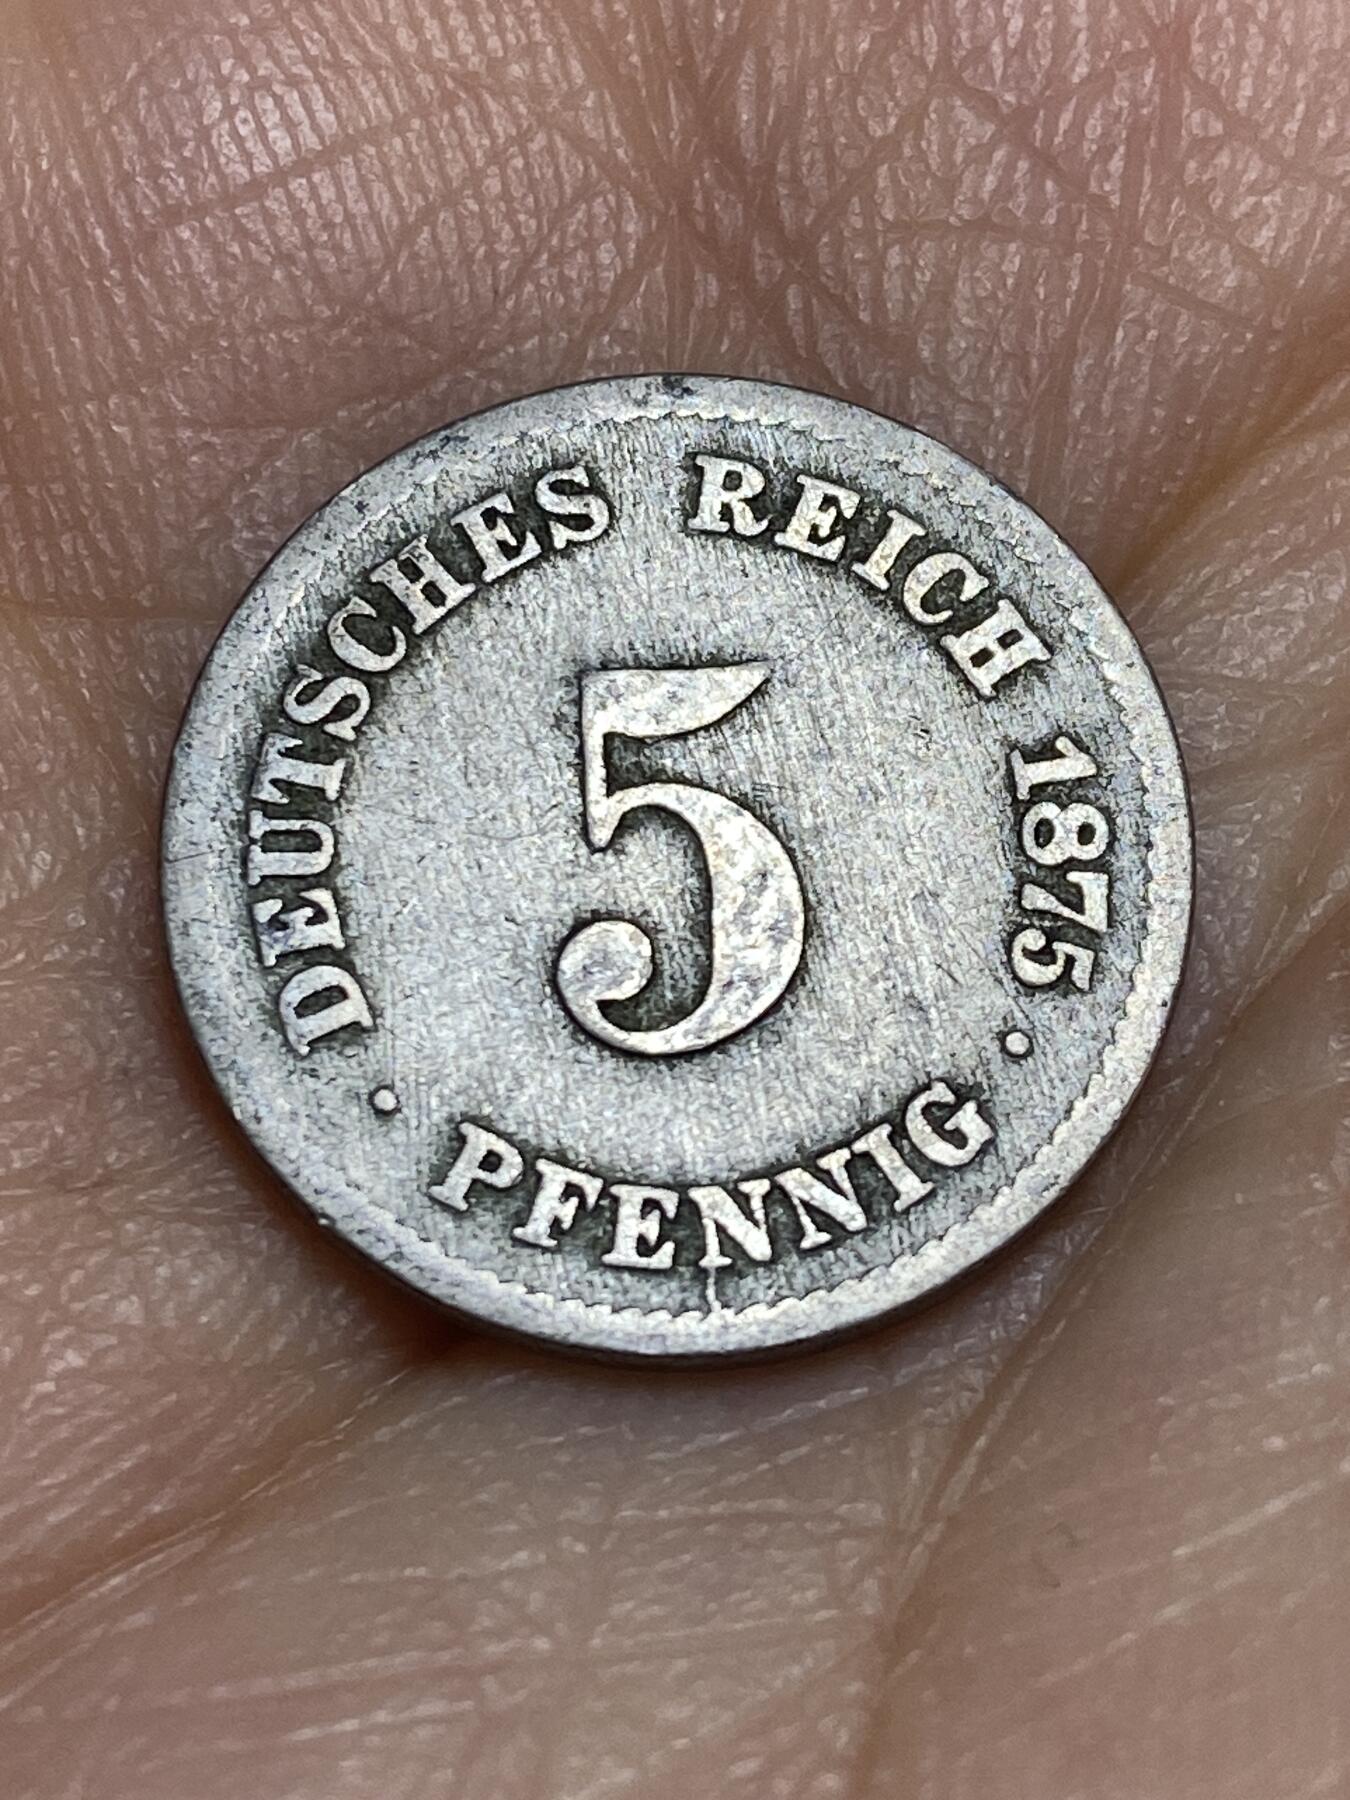 DEUTSCHES REICH 1875
5
· PFENNIG ·